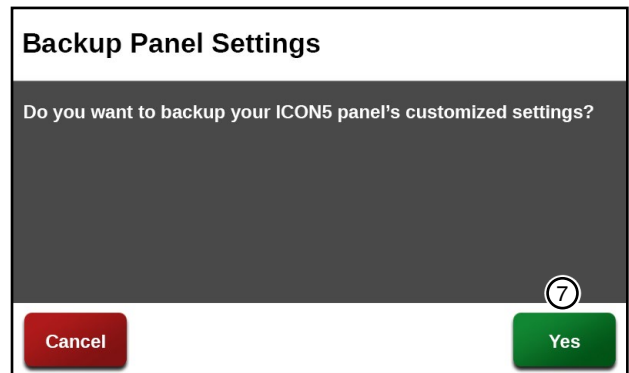 Backup Panel Settings
Do you want to backup your ICON5 panel’s customized settings?
7
Cancel
Yes